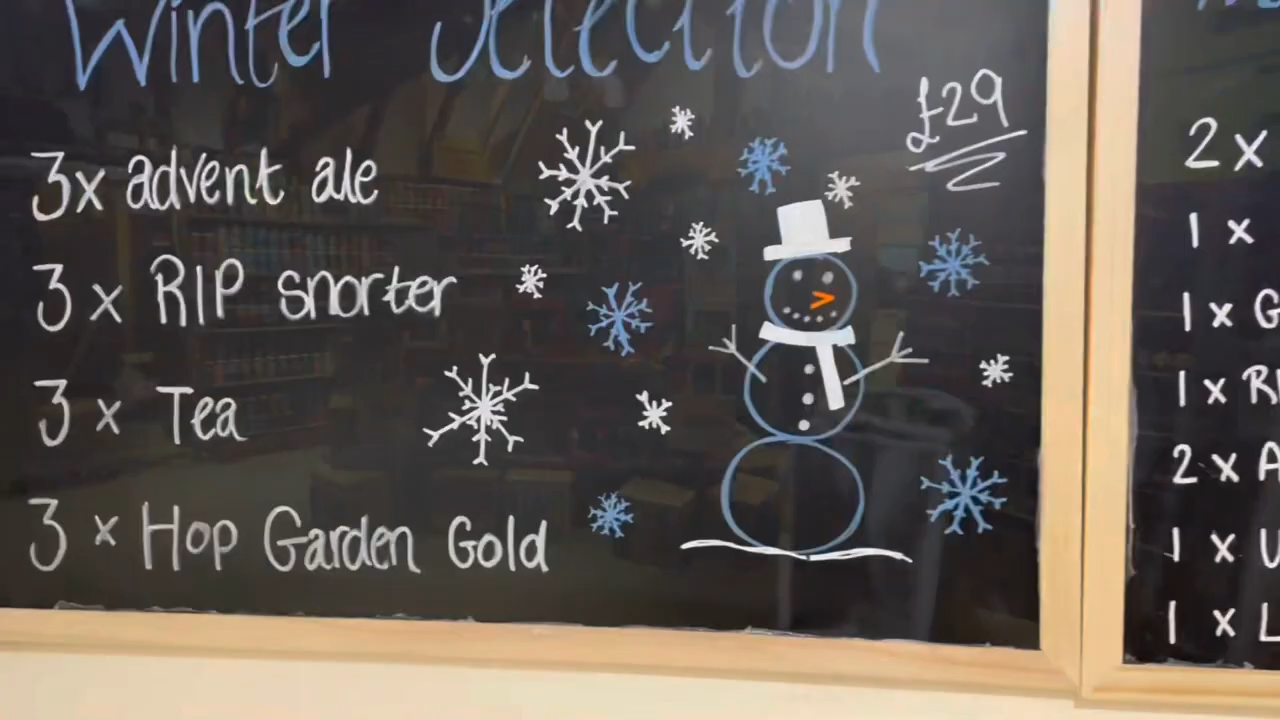 Winter Selection
£29
3x advent ale
3 x RIP snorter
3 x Tea
3 x Hop Garden Gold
2 x
1 x
1 x G
1 x R
2 x A
1 x U
1 x L